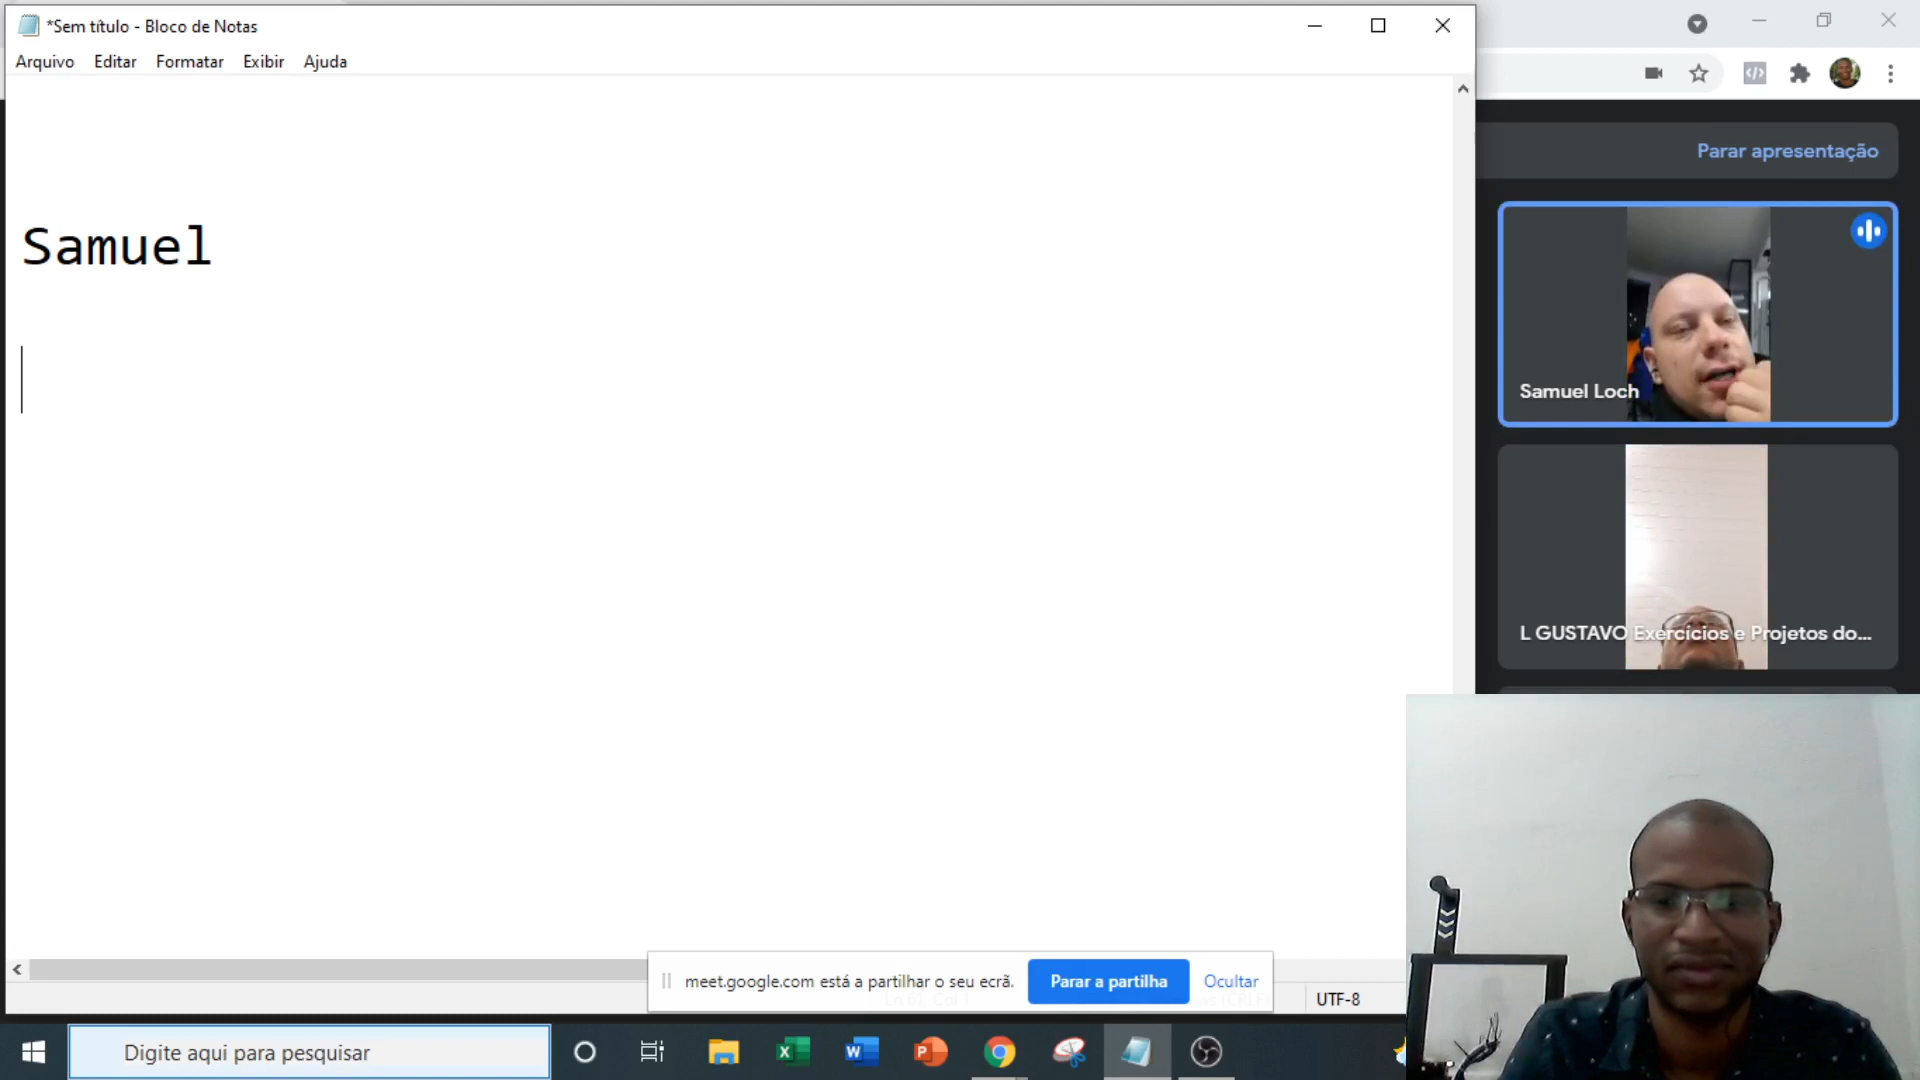 *Sem título - Bloco de Notas
Arquivo Editar Formatar Exibir Ajuda
Parar apresentação
Samuel
Samuel Loch
L GUSTAVO Exercícios e Projetos do...
meet.google.com está a partilhar o seu ecrã. Parar a partilha Ocultar
UTF-8
Digite aqui para pesquisar